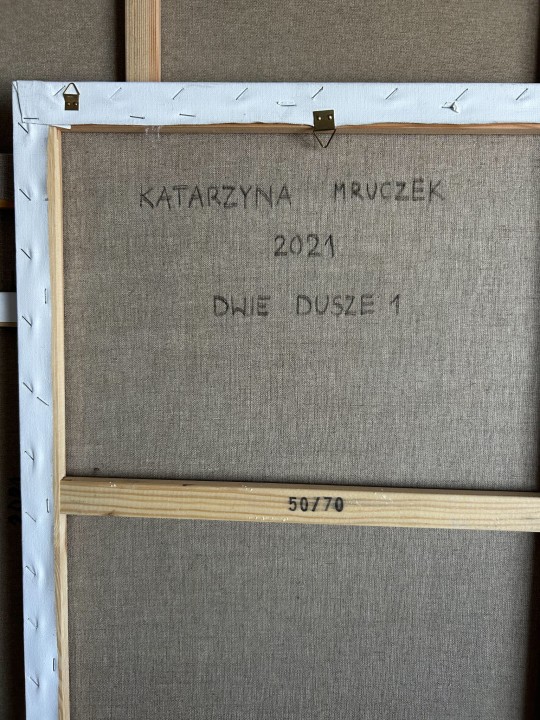 KATARZYNA MRUCZEK
2021
DWIE DUSZE 1
50/70